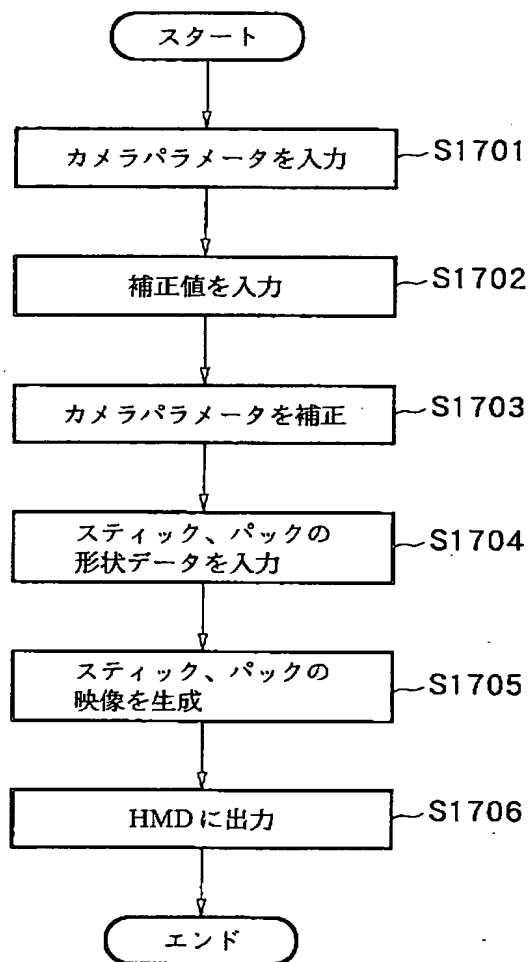 スタート
カメラパラメータを入力
S1701
補正値を入力
S1702
カメラパラメータを補正
S1703
スティック、パックの
形状データを入力
S1704
スティック、パックの
映像を生成
S1705
HMDに出力
S1706
エンド